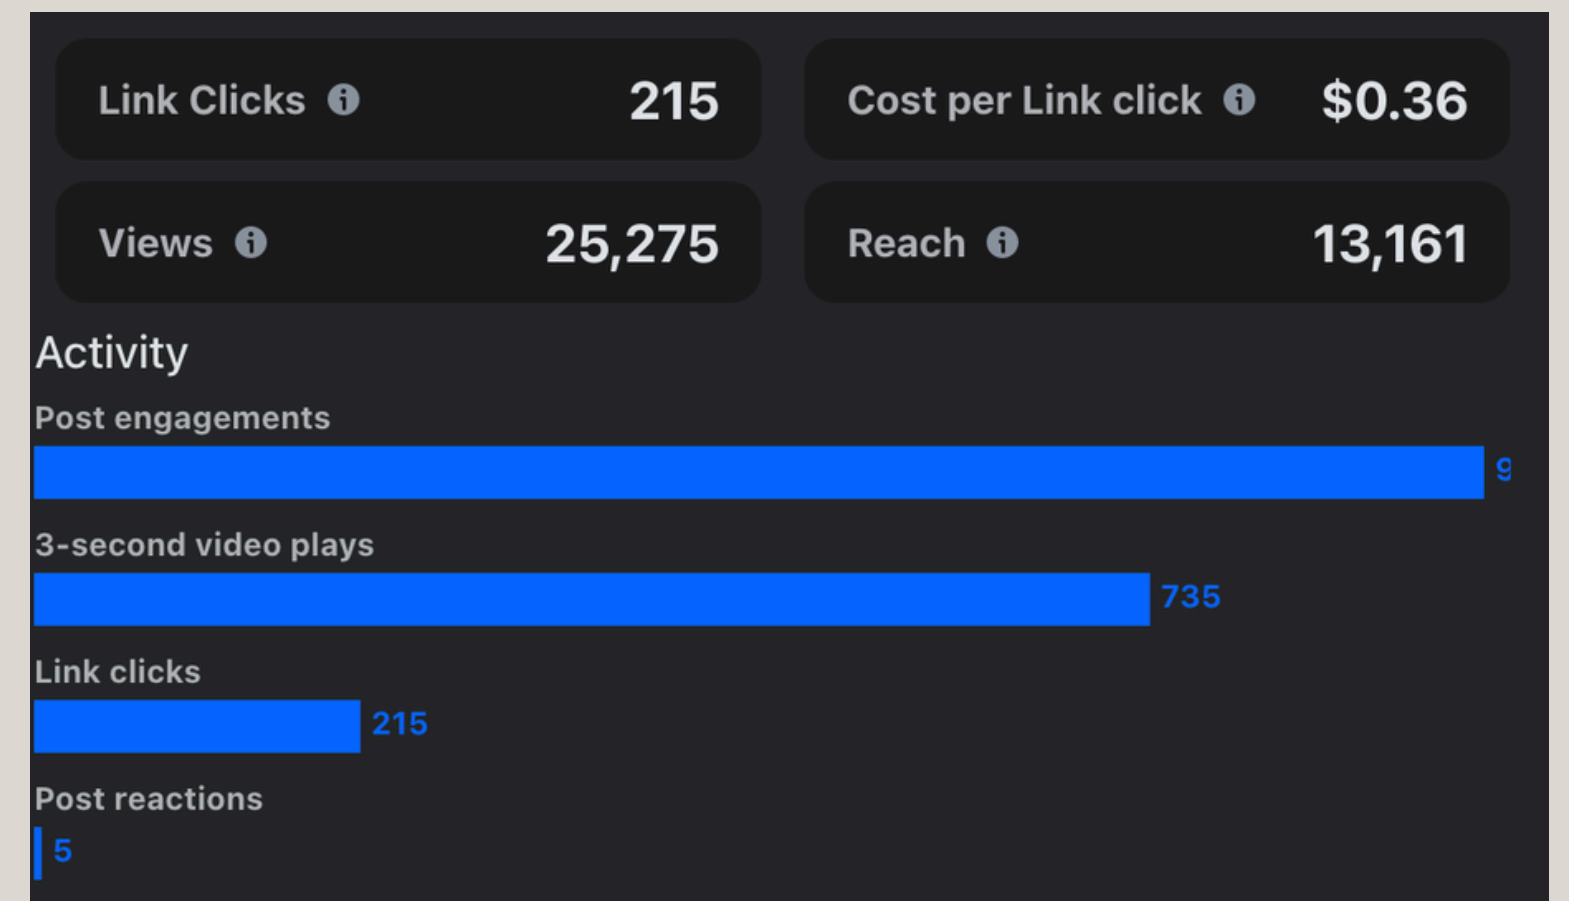 Link Clicks 215
Cost per Link click $0.36
Views 25,275
Reach 13,161
Activity
Post engagements
9
3-second video plays
735
Link clicks
215
Post reactions
5